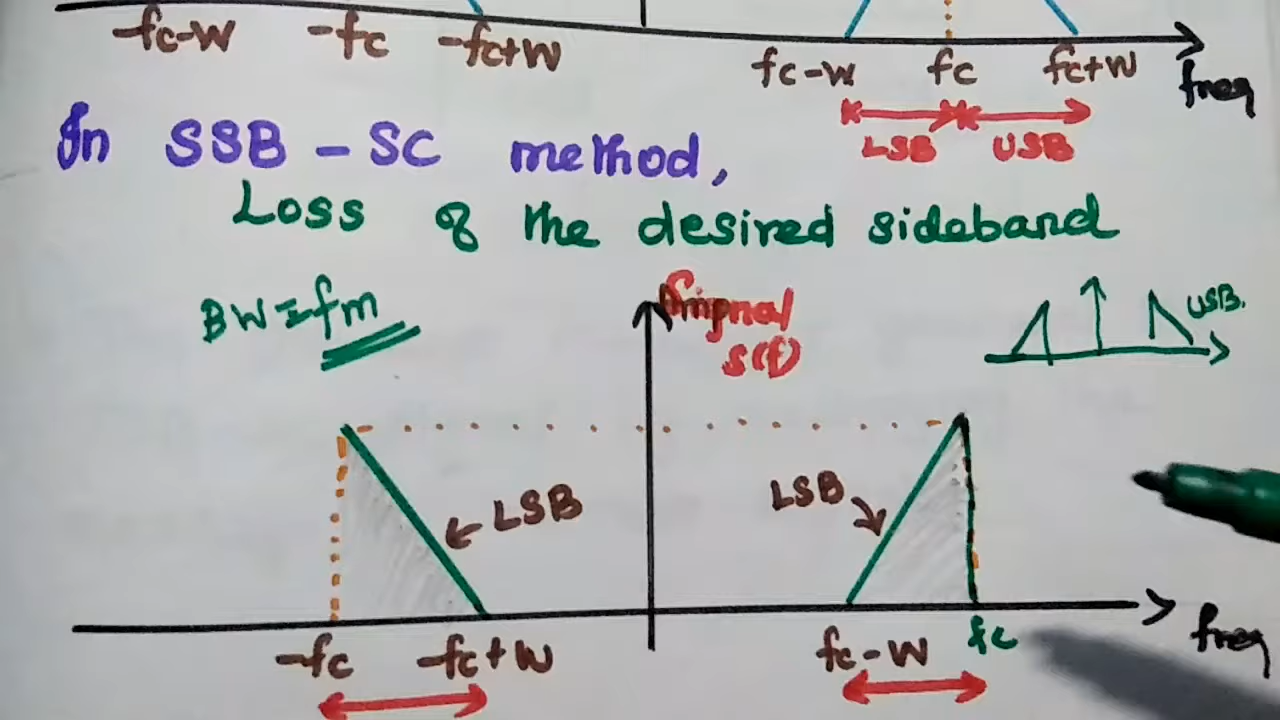 -fc-W -fc -fc+W fc-W fc fc+W freq
LSB USB
In SSB - SC method,
Loss of the desired sideband
BW = fm
Signal
S(f)
USB.
LSB LSB
-fc -fc+W fc-W fc freq